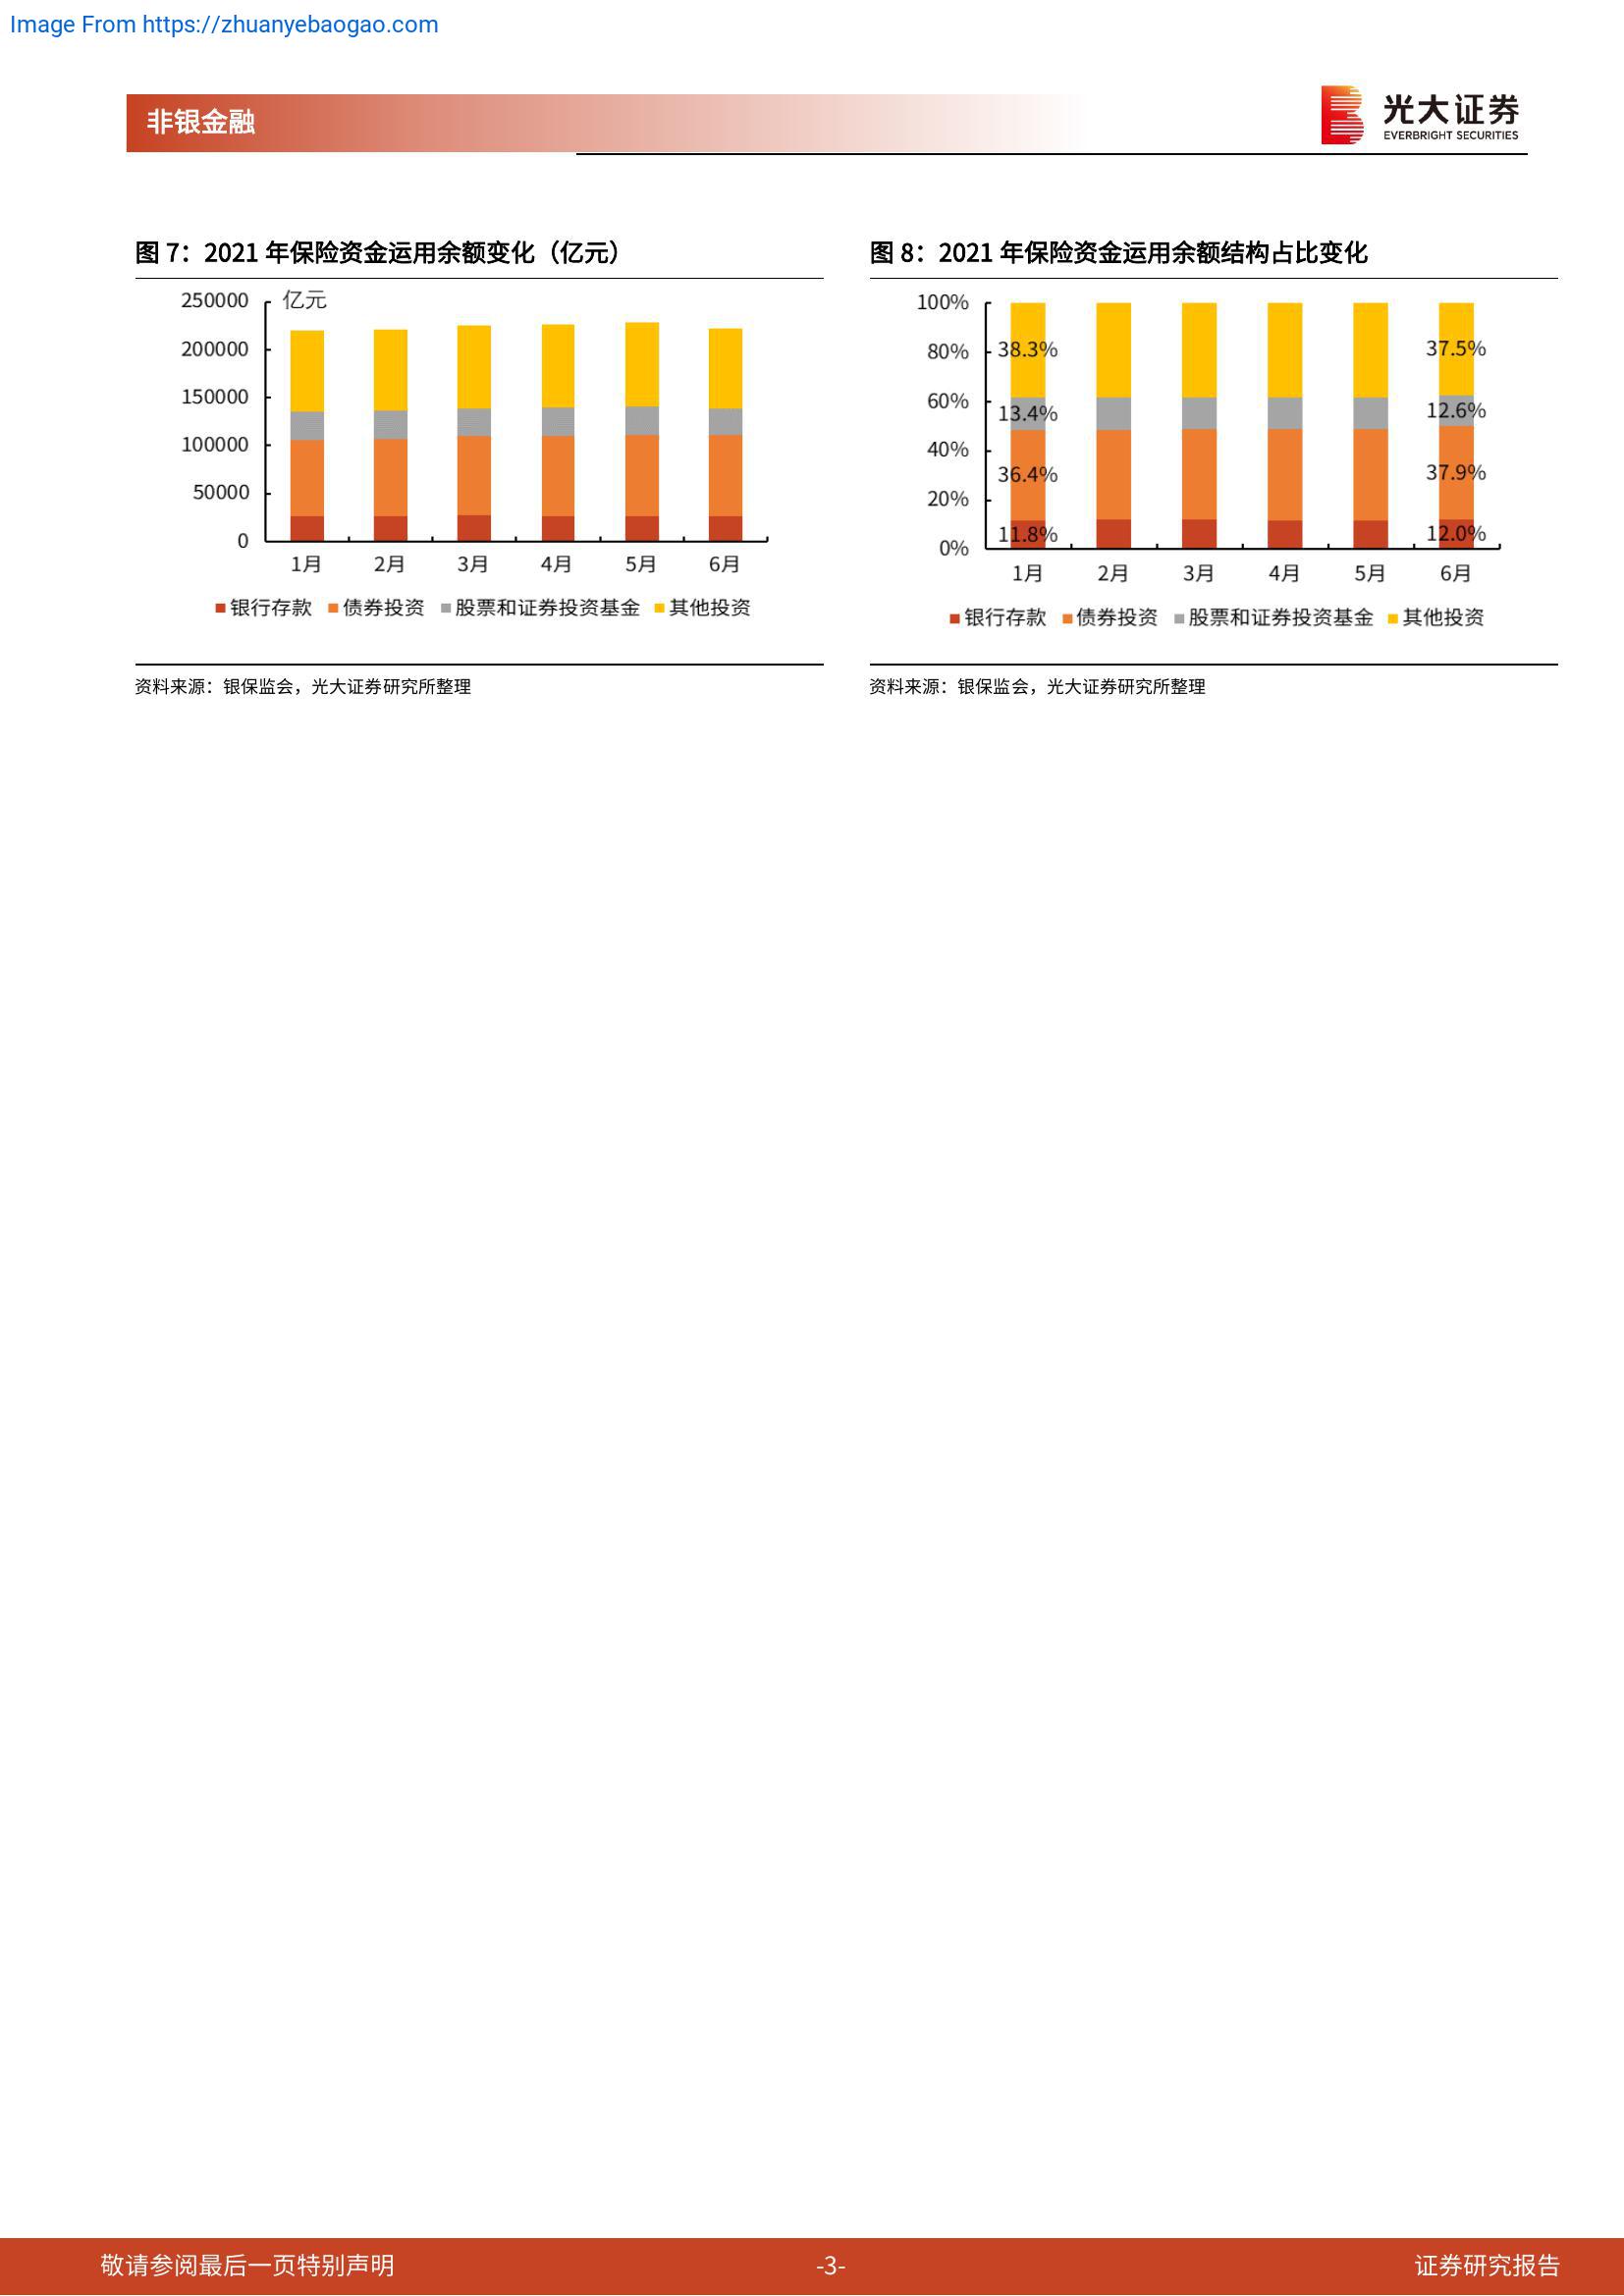 Image From https://zhuanyebaogao.com
非银金融
光大证券
EVERBRIGHT SECURITIES
图 7：2021 年保险资金运用余额变化（亿元）
250000
亿元
200000
150000
100000
50000
0
1月 2月 3月 4月 5月 6月
银行存款 债券投资 股票和证券投资基金 其他投资
资料来源：银保监会，光大证券研究所整理
图 8：2021 年保险资金运用余额结构占比变化
100%
80%
60%
40%
20%
0%
38.3%
13.4%
36.4%
11.8%
37.5%
12.6%
37.9%
12.0%
1月 2月 3月 4月 5月 6月
银行存款 债券投资 股票和证券投资基金 其他投资
资料来源：银保监会，光大证券研究所整理
敬请参阅最后一页特别声明
-3-
证券研究报告